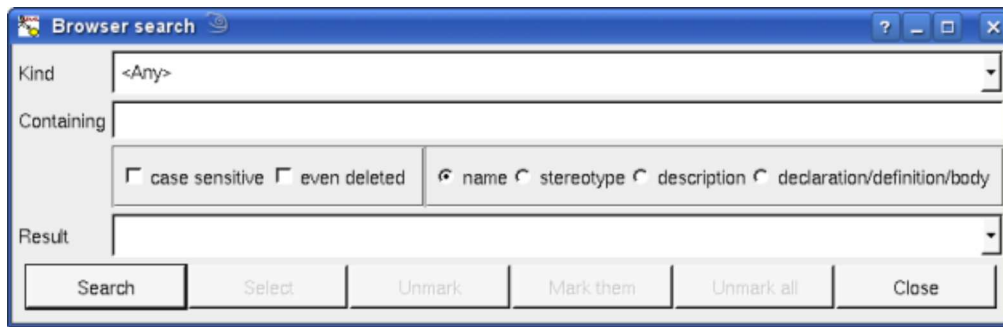 Browser search
Kind <Any>
Containing
case sensitive even deleted name stereotype description declaration/definition/body
Result
Search Select Unmark Mark them Unmark all Close